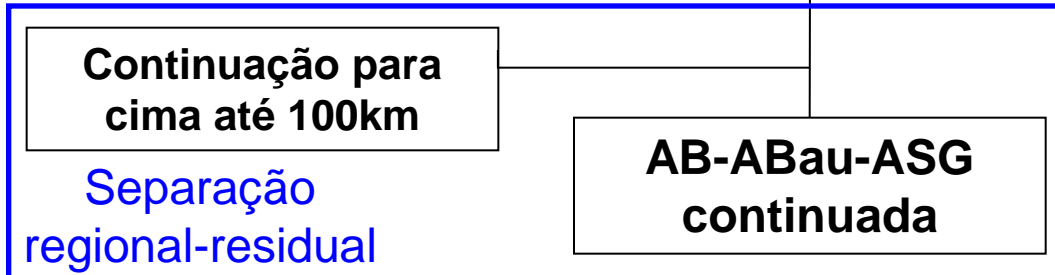 Continuação para
cima até 100km
AB-ABau-ASG
continuada
Separação
regional-residual